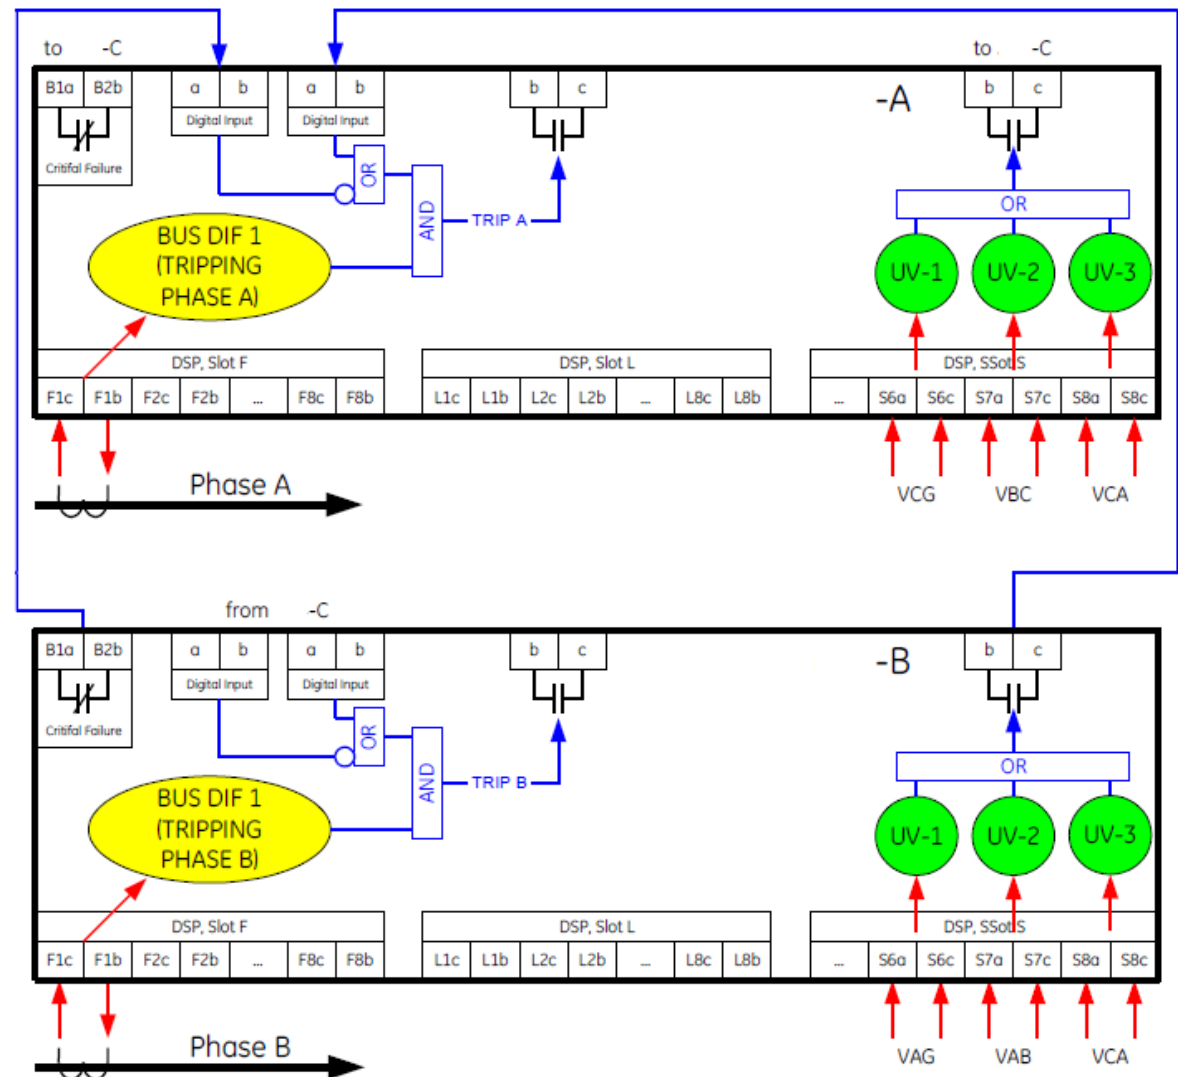 to -C
to . -C
B1a B2b
a b
a b
b c
-A
b c
Digital Input
Digital Input
Critifal Failure
OR
AND
TRIP A
OR
BUS DIF 1
(TRIPPING
PHASE A)
UV-1
UV-2
UV-3
DSP, Slot F
DSP, Slot L
DSP, SSot S
F1c F1b F2c F2b ... F8c F8b
L1c L1b L2c L2b ... L8c L8b
... S6a S6c S7a S7c S8a S8c
Phase A
VCG
VBC
VCA
from -C
B1a B2b
a b
a b
b c
-B
b c
Digital Input
Digital Input
Critifal Failure
OR
AND
TRIP B
OR
BUS DIF 1
(TRIPPING
PHASE B)
UV-1
UV-2
UV-3
DSP, Slot F
DSP, Slot L
DSP, SSot S
F1c F1b F2c F2b ... F8c F8b
L1c L1b L2c L2b ... L8c L8b
... S6a S6c S7a S7c S8a S8c
Phase B
VAG
VAB
VCA